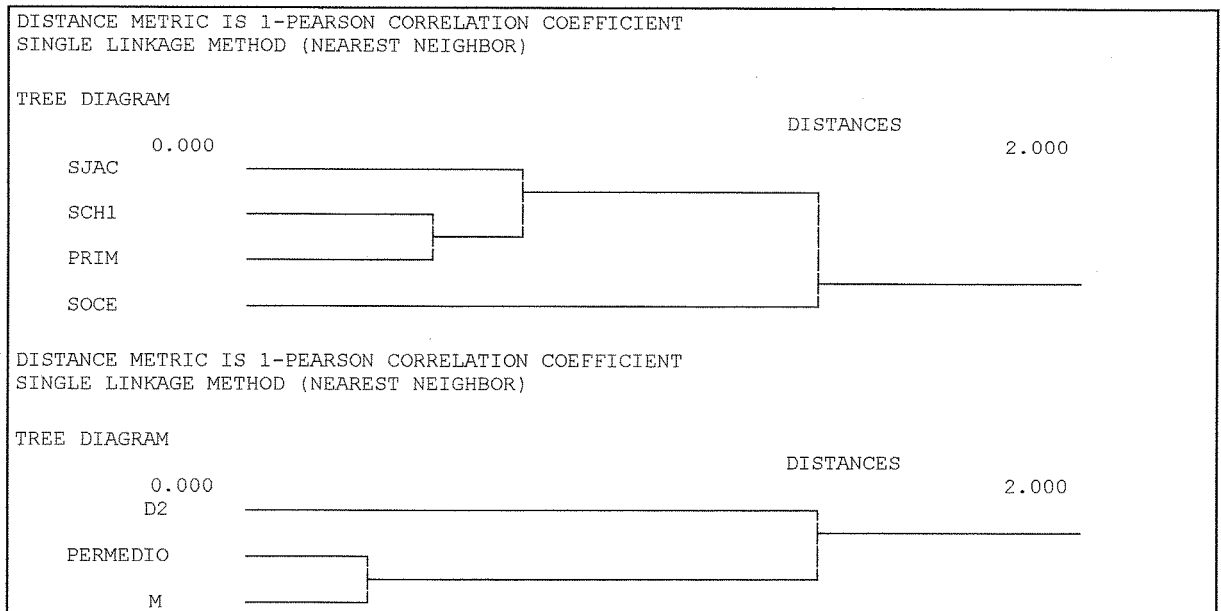 DISTANCE METRIC IS 1-PEARSON CORRELATION COEFFICIENT
SINGLE LINKAGE METHOD (NEAREST NEIGHBOR)
TREE DIAGRAM
DISTANCES
0.000 2.000
SJAC
SCH1
PRIM
SOCE
DISTANCE METRIC IS 1-PEARSON CORRELATION COEFFICIENT
SINGLE LINKAGE METHOD (NEAREST NEIGHBOR)
TREE DIAGRAM
DISTANCES
0.000 2.000
D2
PERMEDIO
M